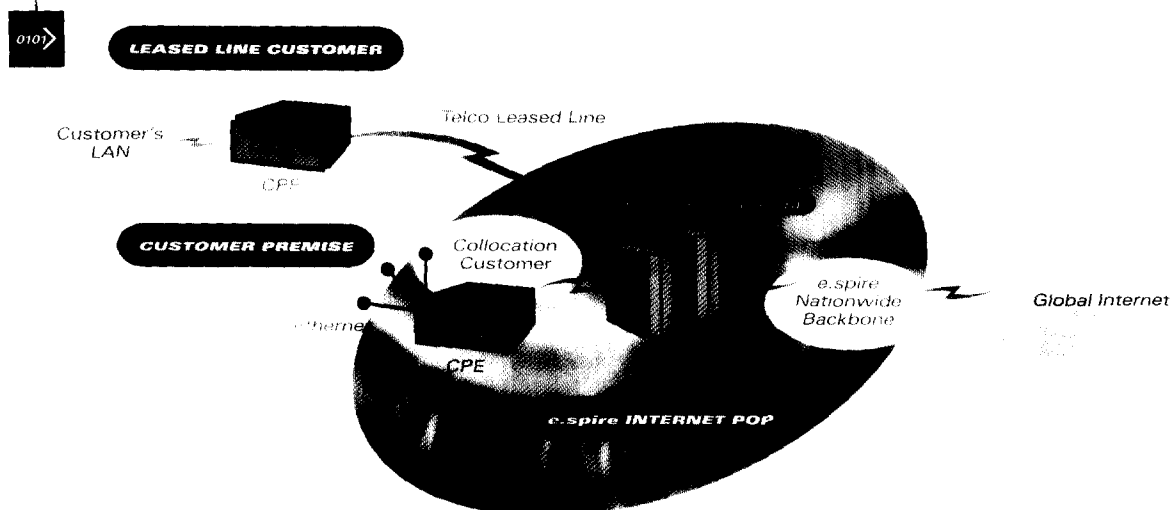 0101
LEASED LINE CUSTOMER
Telco Leased Line
Customer's
LAN
CPE
CUSTOMER PREMISE
Collocation
Customer
e.spire
Nationwide
Backbone
Global Internet
CPE
e.spire INTERNET POP